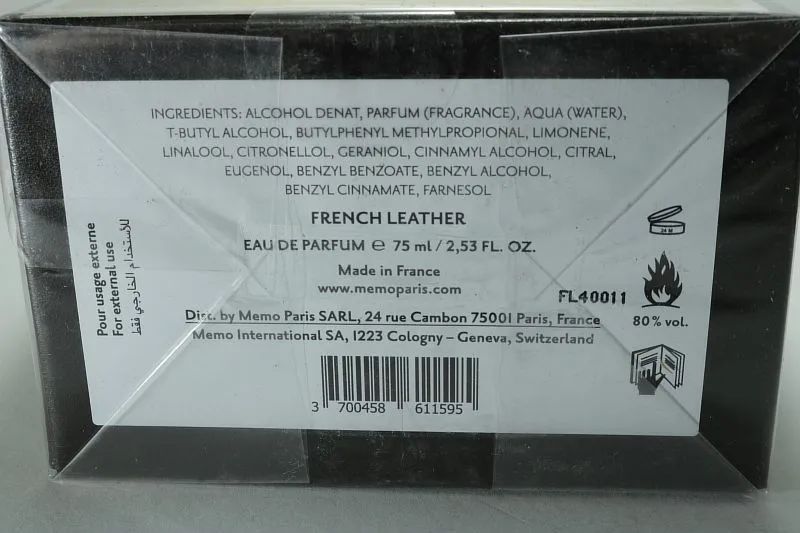 INGREDIENTS: ALCOHOL DENAT, PARFUM (FRAGRANCE), AQUA (WATER),
T-BUTYL ALCOHOL, BUTYLPHENYL METHYLPROPIONAL, LIMONENE,
LINALOOL, CITRONELLOL, GERANIOL, CINNAMYL ALCOHOL, CITRAL,
EUGENOL, BENZYL BENZOATE, BENZYL ALCOHOL,
BENZYL CINNAMATE, FARNESOL
FRENCH LEATHER
EAU DE PARFUM ℮ 75 ml / 2,53 FL. OZ.
Made in France
www.memoparis.com
Dist. by Memo Paris SARL, 24 rue Cambon 75001 Paris, France
Memo International SA, 1223 Cologny – Geneva, Switzerland
3 700458 611595
Pour usage externe
For external use
للاستخدام الخارجي فقط
24 M
FL40011
80% vol.